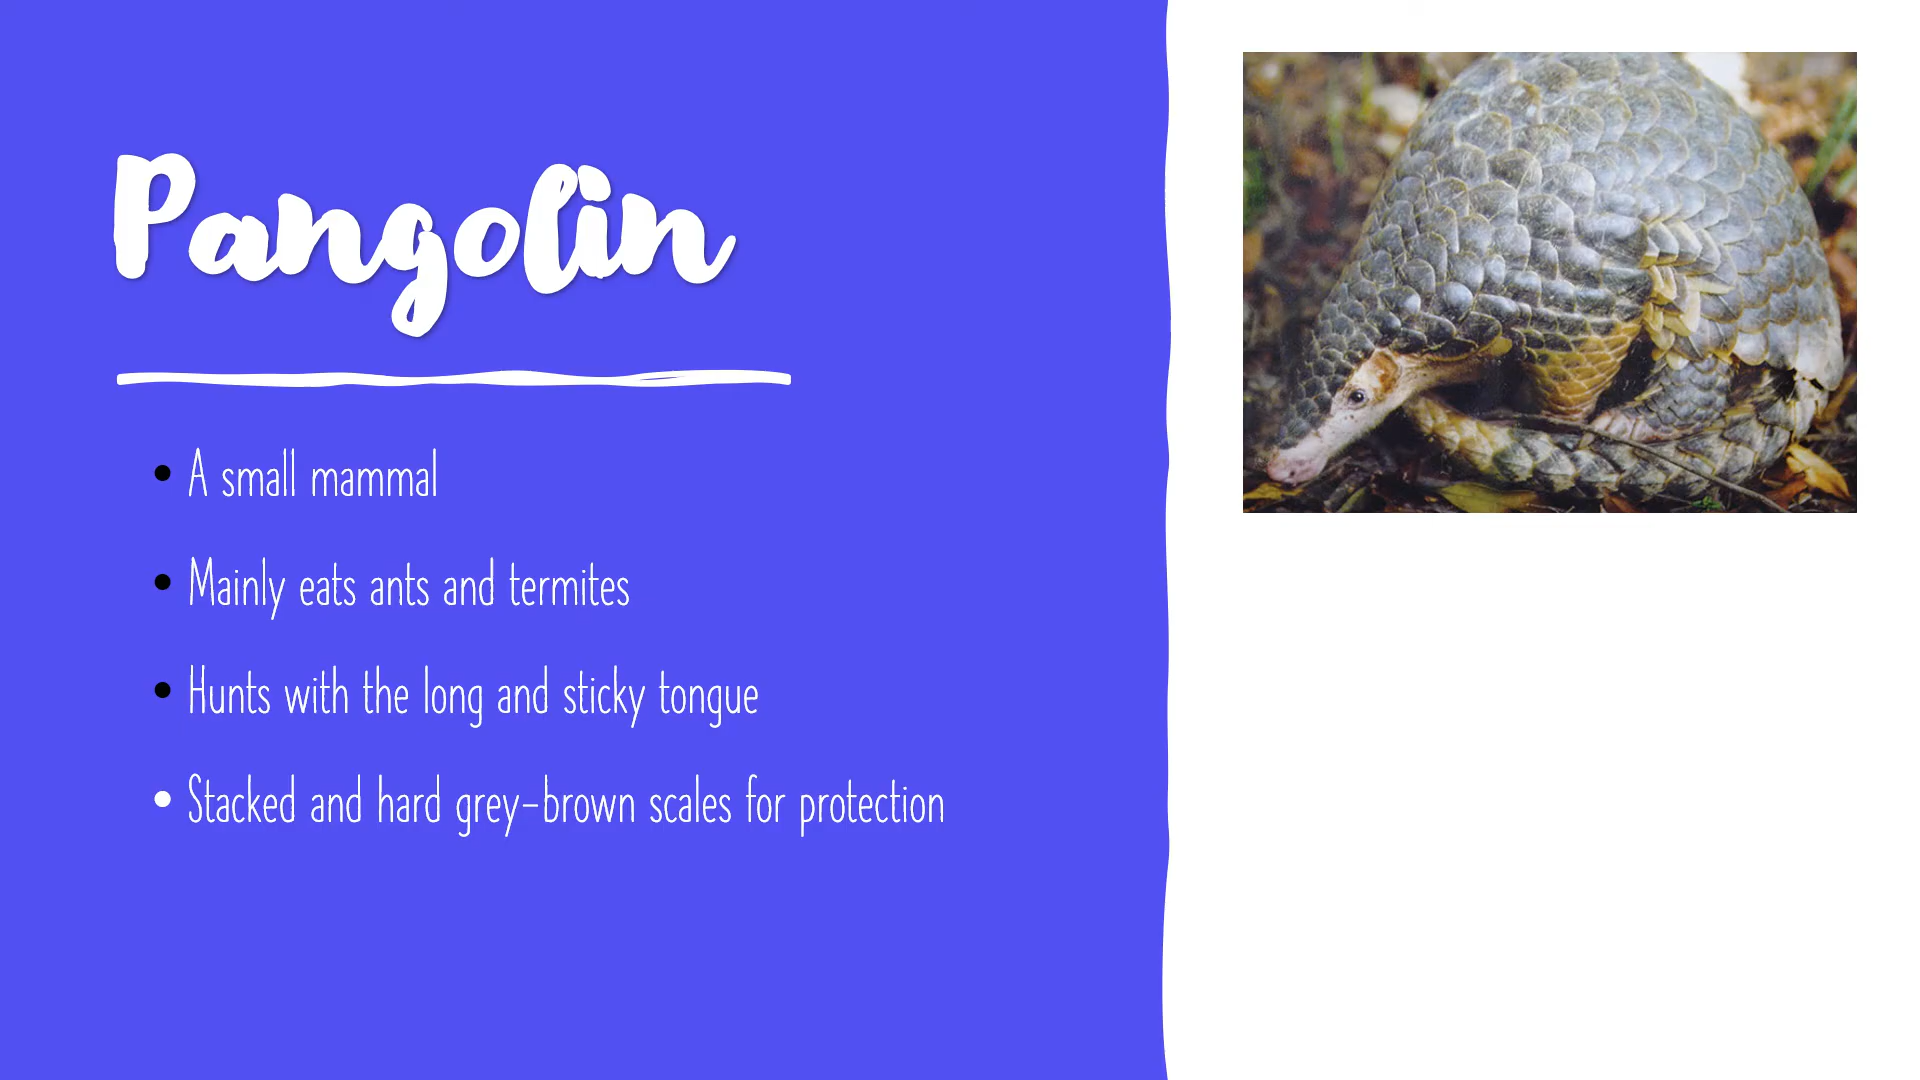 Pangolin
• A small mammal
• Mainly eats ants and termites
• Hunts with the long and sticky tongue
• Stacked and hard grey-brown scales for protection